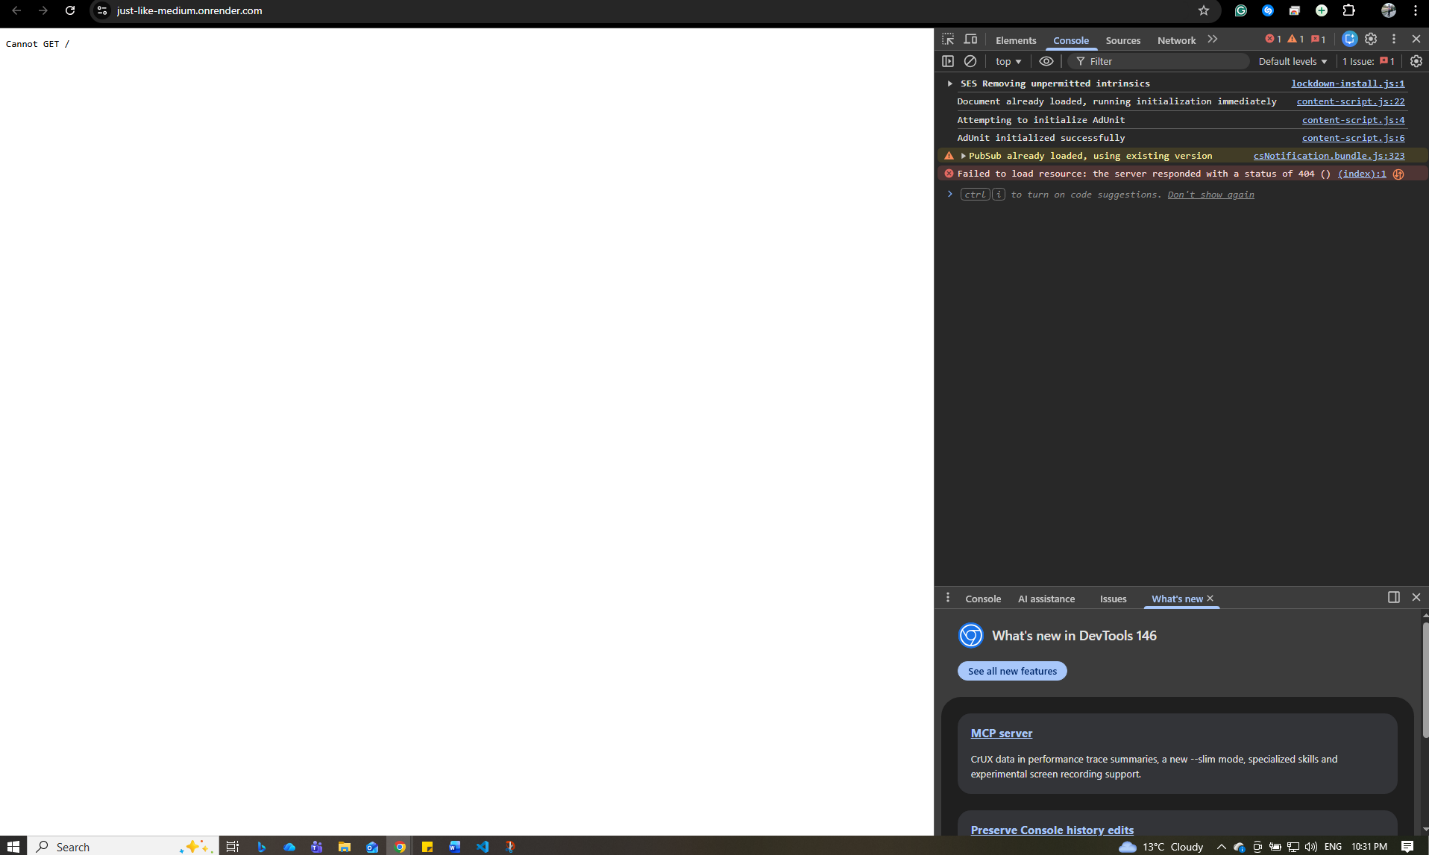 just-like-medium.onrender.com
Cannot GET /
Elements
Console
Sources
Network
1
1
1
top
Filter
Default levels
1 Issue:
1
SES Removing unpermitted intrinsics
lockdown-install.js:1
Document already loaded, running initialization immediately
content-script.js:22
Attempting to initialize AdUnit
content-script.js:4
AdUnit initialized successfully
content-script.js:6
PubSub already loaded, using existing version
csNotification.bundle.js:323
Failed to load resource: the server responded with a status of 404 ()
(index):1
ctrl i to turn on code suggestions. Don't show again
Console
AI assistance
Issues
What's new
What's new in DevTools 146
See all new features
MCP server
CrUX data in performance trace summaries, a new --slim mode, specialized skills and
experimental screen recording support.
Preserve Console history edits
Search
13°C Cloudy
ENG
10:31 PM